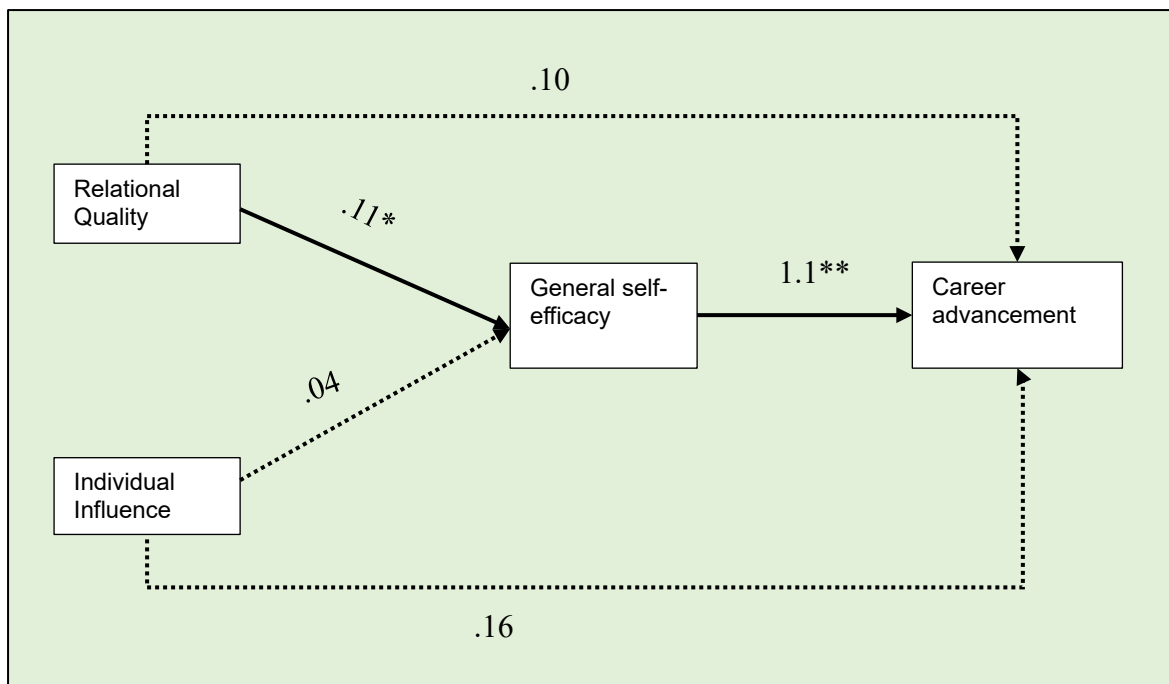 .10
Relational
Quality
.11*
General self-
efficacy
1.1**
Career
advancement
.04
Individual
Influence
.16